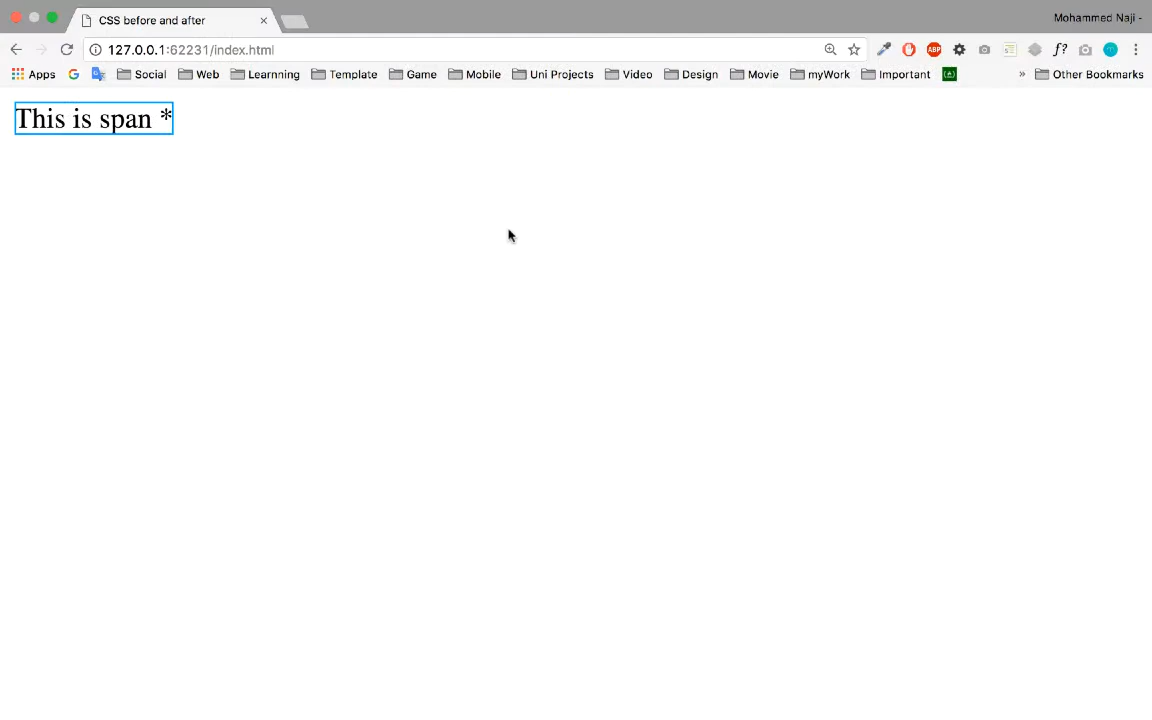 CSS before and after
Mohammed Naji -
127.0.0.1:62231/index.html
ABP
f?
Apps
G
Social
Web
Learnning
Template
Game
Mobile
Uni Projects
Video
Design
Movie
myWork
Important
»
Other Bookmarks
This is span *